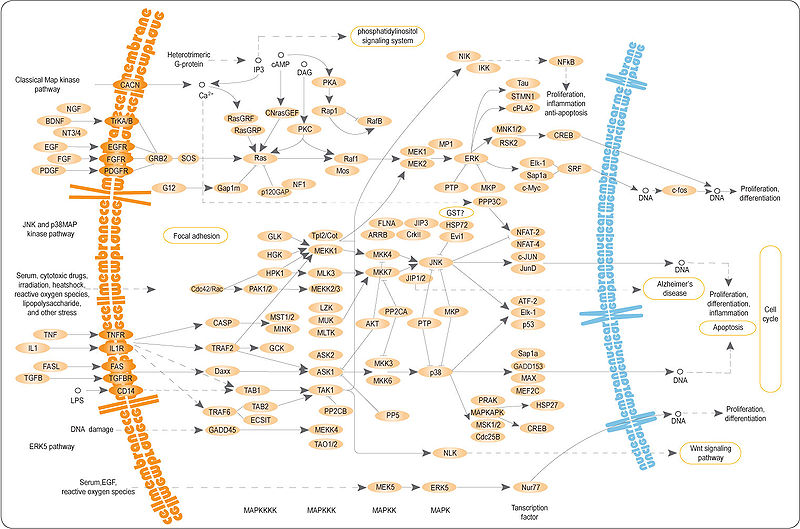 Classical Map kinase
pathway
Heterotrimeric
G-protein
IP3
cAMP
DAG
phosphatidylinositol
signaling system
NIK
IKK
NFkB
Proliferation,
inflammation
anti-apoptosis
CACN
Ca²⁺
PKA
Rap1
RafB
RasGRF
RasGRP
CNrasGEF
PKC
Tau
STMN1
cPLA2
NGF
BDNF
NT3/4
EGF
FGF
PDGF
TrKA/B
EGFR
FGFR
PDGFR
GRB2
SOS
Ras
Raf1
Mos
MEK1
MEK2
MP1
ERK
PTP
MKP
MNK1/2
RSK2
CREB
Elk-1
Sap1a
c-Myc
SRF
DNA
c-fos
DNA
Proliferation,
differentiation
G12
Gap1m
p120GAP
NF1
PPP3C
JNK and p38MAP
kinase pathway
Focal adhesion
GLK
HGK
HPK1
PAK1/2
Cdc42/Rac
Tpl2/Cot
MEKK1
MLK3
MEKK2/3
FLNA
ARRB
JIP3
CrkII
GST?
HSP72
Evi1
MKK4
MKK7
JNK
JIP1/2
NFAT-2
NFAT-4
c-JUN
JunD
DNA
Serum, cytotoxic drugs,
irradiation, heatshock,
reactive oxygen species,
lipopolysaccharide,
and other stress
Alzheimer's
disease
Proliferation,
differentiation,
inflammation
Apoptosis
Cell
cycle
TNF
IL1
FASL
TGFB
LPS
TNFR
IL1R
FAS
TGFBR
CD14
CASP
TRAF2
MST1/2
MINK
GCK
LZK
MUK
MLTK
ASK2
ASK1
AKT
PP2CA
PTP
MKP
ATF-2
Elk-1
p53
Daxx
TAB1
TAK1
MKK3
MKK6
p38
Sap1a
GADD153
MAX
MEF2C
DNA
TRAF6
TAB2
ECSIT
PP2CB
PP5
PRAK
MAPKAPK
MSK1/2
Cdc25B
HSP27
CREB
DNA damage
GADD45
MEKK4
TAO1/2
NLK
DNA
Proliferation,
differentiation
Wnt signaling
pathway
ERK5 pathway
Serum,EGF,
reactive oxygen species
MEK5
ERK5
Nur77
MAPKKKK
MAPKKK
MAPKK
MAPK
Tanscription
factor